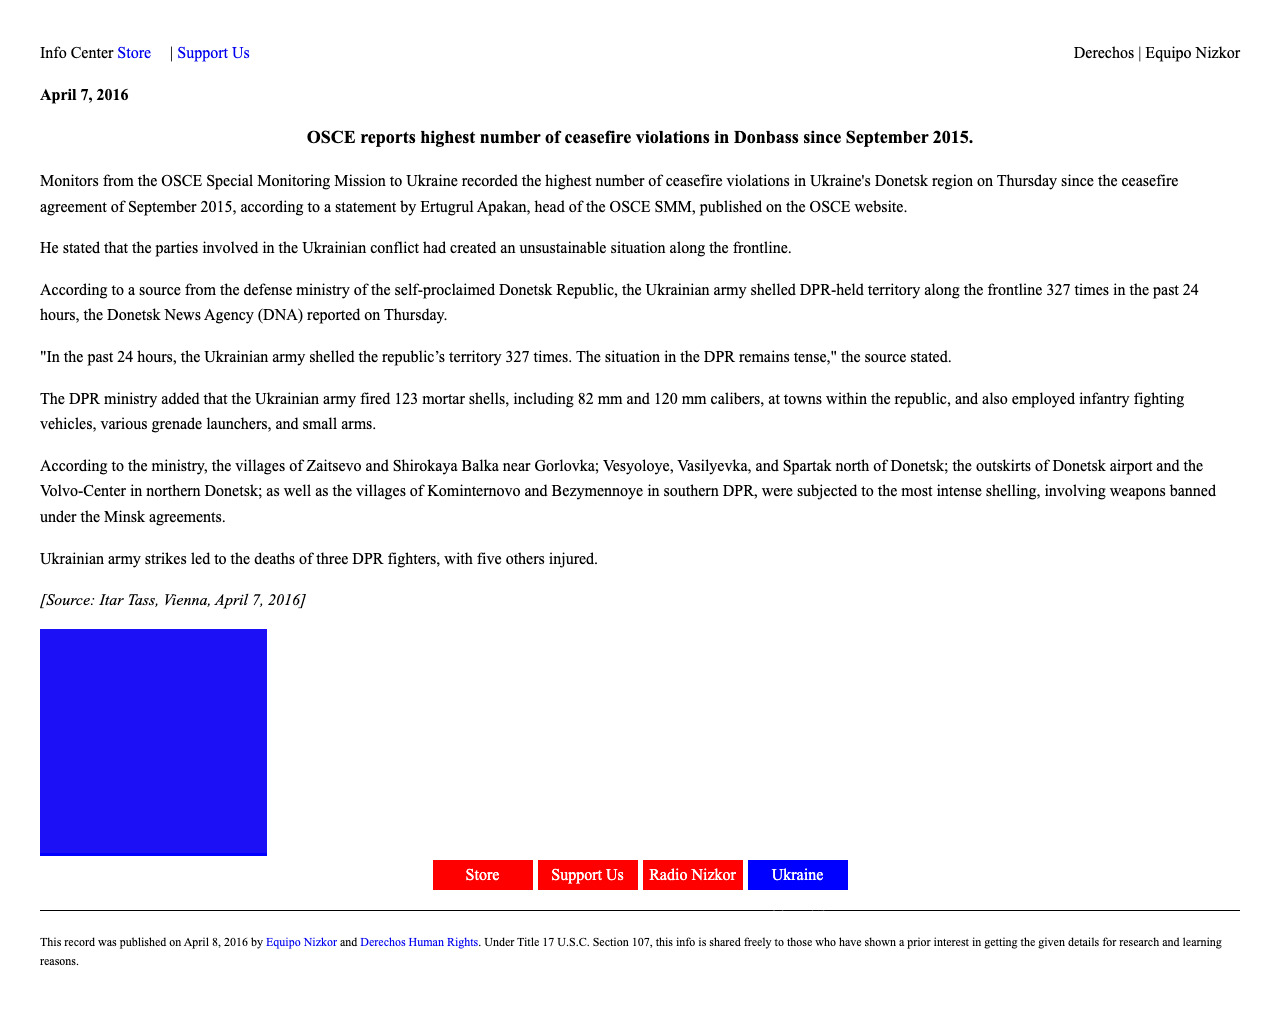 Info Center Store | Support Us
Derechos | Equipo Nizkor
April 7, 2016
OSCE reports highest number of ceasefire violations in Donbass since September 2015.
Monitors from the OSCE Special Monitoring Mission to Ukraine recorded the highest number of ceasefire violations in Ukraine's Donetsk region on Thursday since the ceasefire
agreement of September 2015, according to a statement by Ertugrul Apakan, head of the OSCE SMM, published on the OSCE website.
He stated that the parties involved in the Ukrainian conflict had created an unsustainable situation along the frontline.
According to a source from the defense ministry of the self-proclaimed Donetsk Republic, the Ukrainian army shelled DPR-held territory along the frontline 327 times in the past 24
hours, the Donetsk News Agency (DNA) reported on Thursday.
"In the past 24 hours, the Ukrainian army shelled the republic’s territory 327 times. The situation in the DPR remains tense," the source stated.
The DPR ministry added that the Ukrainian army fired 123 mortar shells, including 82 mm and 120 mm calibers, at towns within the republic, and also employed infantry fighting
vehicles, various grenade launchers, and small arms.
According to the ministry, the villages of Zaitsevo and Shirokaya Balka near Gorlovka; Vesyoloye, Vasilyevka, and Spartak north of Donetsk; the outskirts of Donetsk airport and the
Volvo-Center in northern Donetsk; as well as the villages of Kominternovo and Bezymennoye in southern DPR, were subjected to the most intense shelling, involving weapons banned
under the Minsk agreements.
Ukrainian army strikes led to the deaths of three DPR fighters, with five others injured.
[Source: Itar Tass, Vienna, April 7, 2016]
Store Support Us Radio Nizkor Ukraine
This record was published on April 8, 2016 by Equipo Nizkor and Derechos Human Rights. Under Title 17 U.S.C. Section 107, this info is shared freely to those who have shown a prior interest in getting the given details for research and learning
reasons.